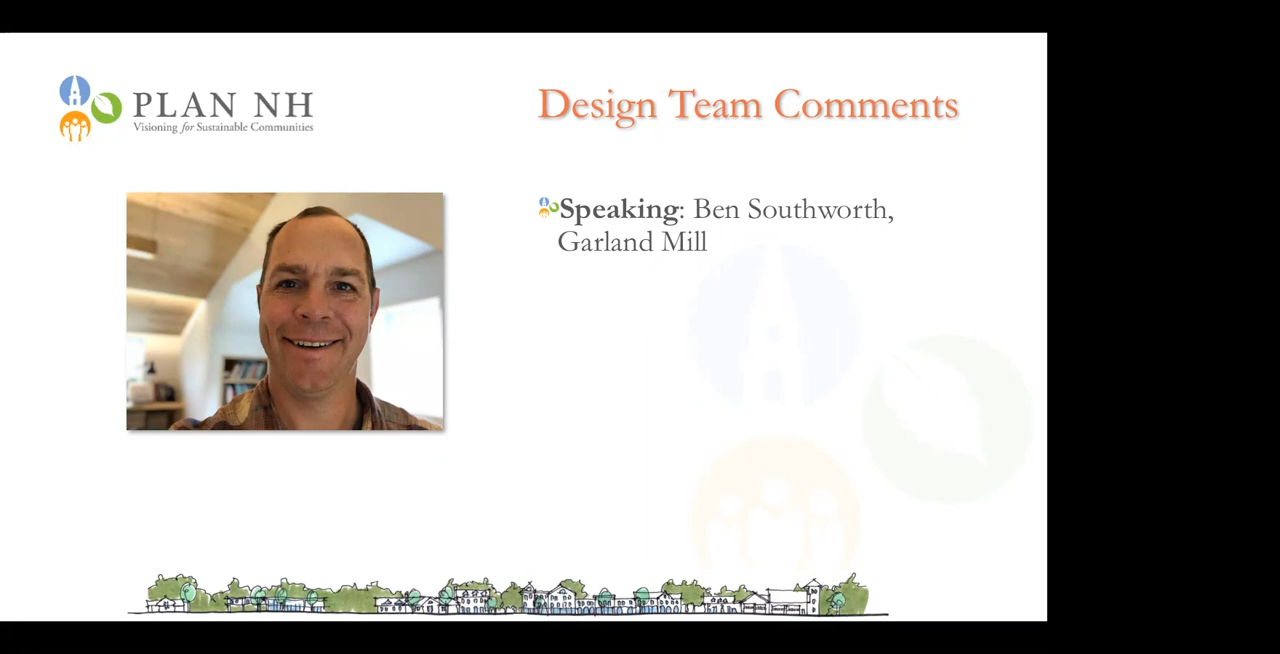 PLAN NH
Visioning for Sustainable Communities
Design Team Comments
Speaking: Ben Southworth,
Garland Mill